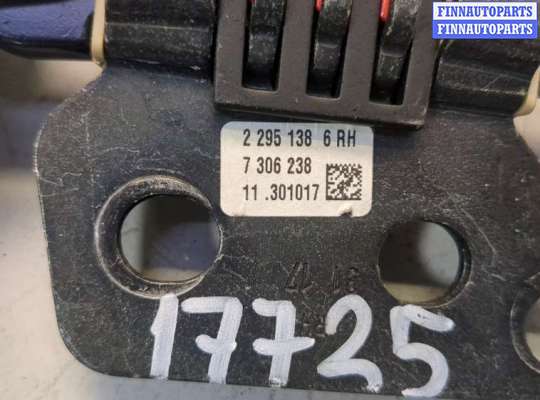 FINNAUTOPARTS
FINNAUTOPARTS
2 295 138 6 RH
7 306 238
11 .301017
17725